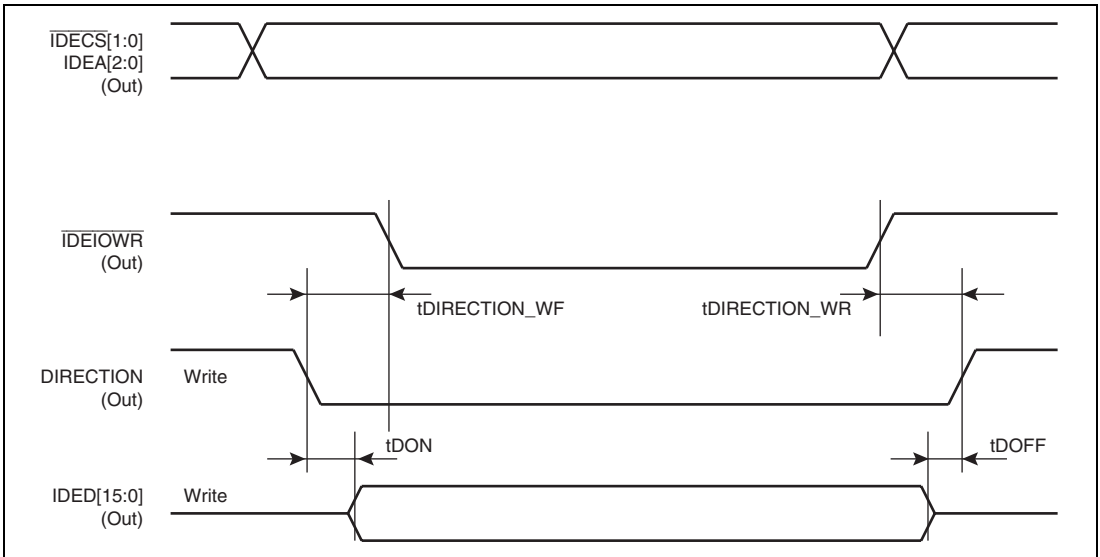 IDECS[1:0]
IDEA[2:0]
(Out)
IDEIOWR
(Out)
tDIRECTION_WF
tDIRECTION_WR
DIRECTION
Write
(Out)
tDON
tDOFF
IDED[15:0]
Write
(Out)